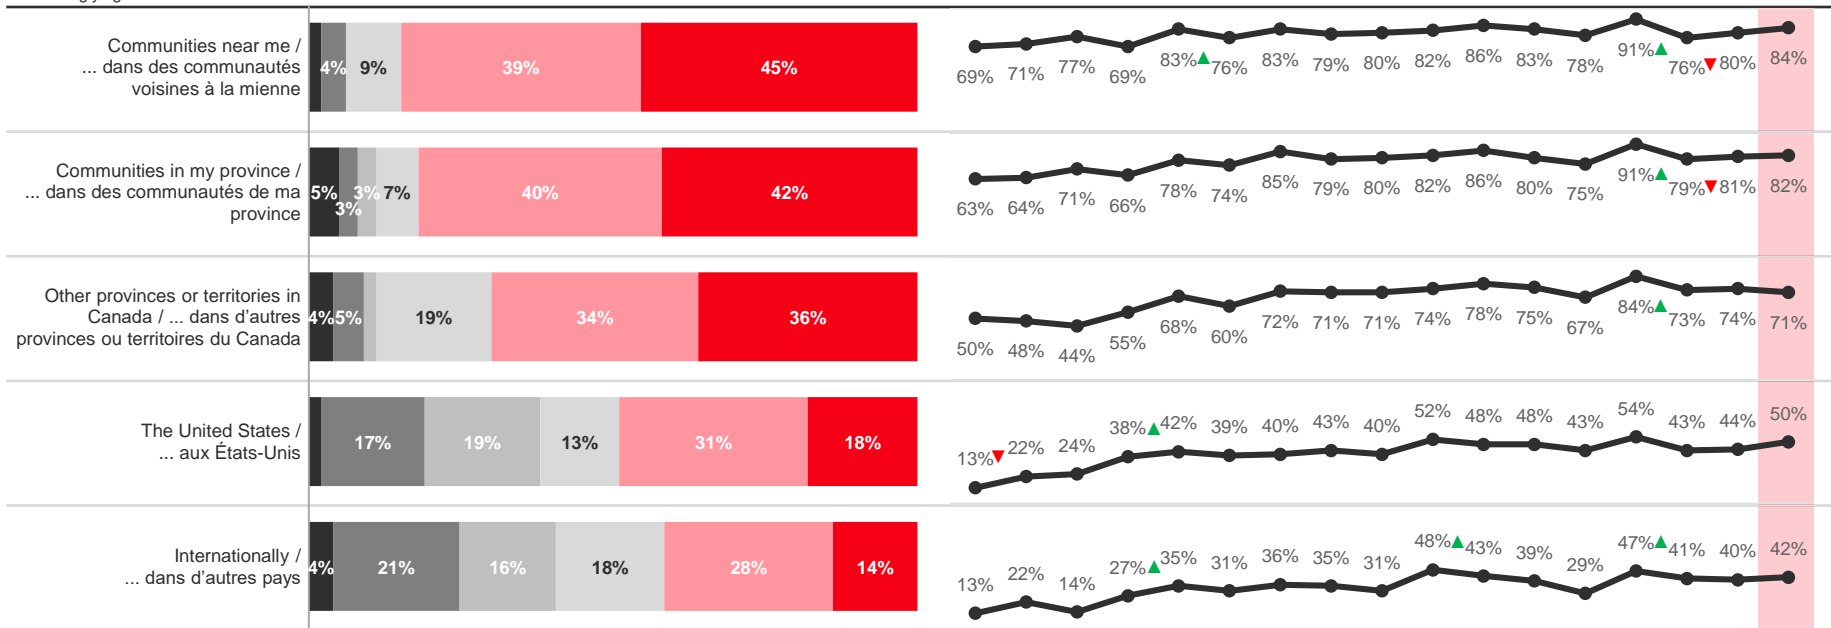 Communities near me /
... dans des communautés
voisines à la mienne
4% 9% 39% 45%
69% 71% 77% 69% 83% 76% 83% 79% 80% 82% 86% 83% 78% 91% 76% 80% 84%
Communities in my province /
... dans des communautés de ma
province
5% 3% 3% 7% 40% 42%
63% 64% 71% 66% 78% 74% 85% 79% 80% 82% 86% 80% 75% 91% 79% 81% 82%
Other provinces or territories in
Canada / ... dans d'autres
provinces ou territoires du Canada
4% 5% 19% 34% 36%
50% 48% 44% 55% 68% 60% 72% 71% 71% 74% 78% 75% 67% 84% 73% 74% 71%
The United States /
... aux États-Unis
17% 19% 13% 31% 18%
13% 22% 24% 38% 42% 39% 40% 43% 40% 52% 48% 48% 43% 54% 43% 44% 50%
Internationally /
... dans d'autres pays
4% 21% 16% 18% 28% 14%
13% 22% 14% 27% 35% 31% 36% 35% 31% 48% 43% 39% 29% 47% 41% 40% 42%